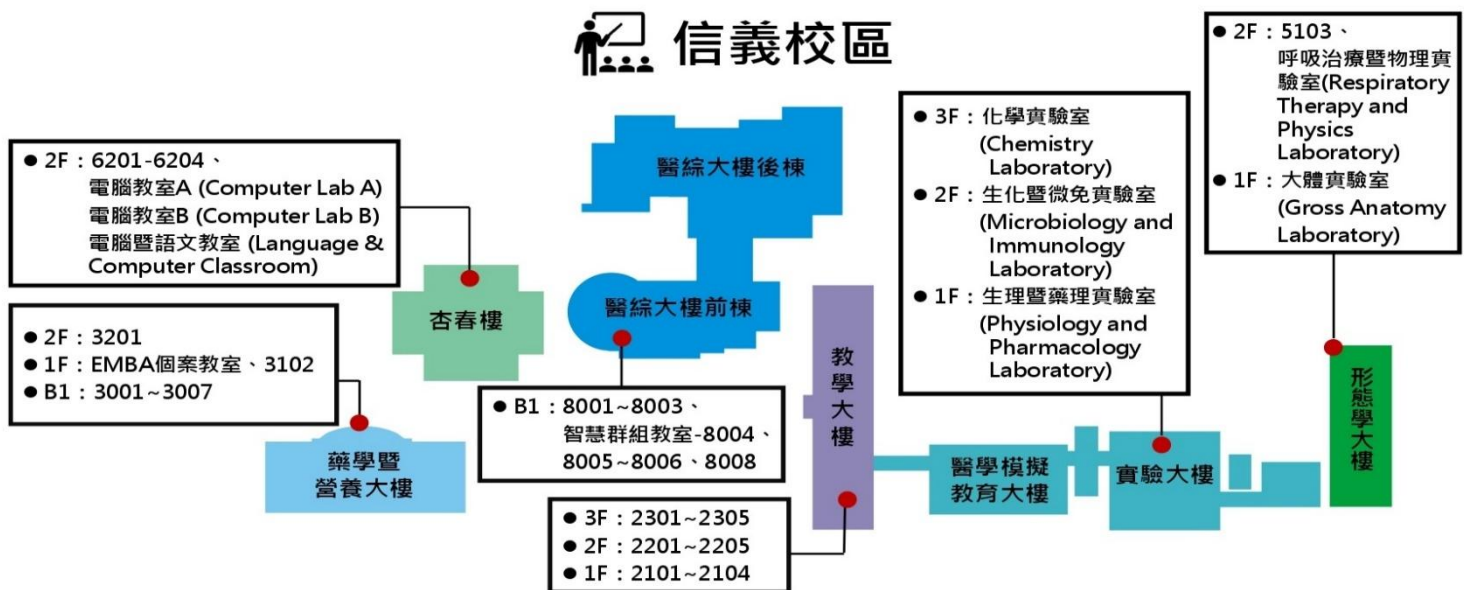 信義校區
● 2F：6201-6204、
電腦教室A (Computer Lab A)
電腦教室B (Computer Lab B)
電腦暨語文教室 (Language &
Computer Classroom)
● 2F：3201
● 1F：EMBA個案教室、3102
● B1：3001~3007
杏春樓
藥學暨
營養大樓
醫綜大樓後棟
醫綜大樓前棟
● B1：8001~8003、
智慧群組教室-8004、
8005~8006、8008
教學大樓
● 3F：2301~2305
● 2F：2201~2205
● 1F：2101~2104
● 3F：化學實驗室
(Chemistry
Laboratory)
● 2F：生化暨微免實驗室
(Microbiology and
Immunology
Laboratory)
● 1F：生理暨藥理實驗室
(Physiology and
Pharmacology
Laboratory)
醫學模擬
教育大樓
實驗大樓
● 2F：5103、
呼吸治療暨物理實
驗室(Respiratory
Therapy and
Physics
Laboratory)
● 1F：大體實驗室
(Gross Anatomy
Laboratory)
形態學大樓